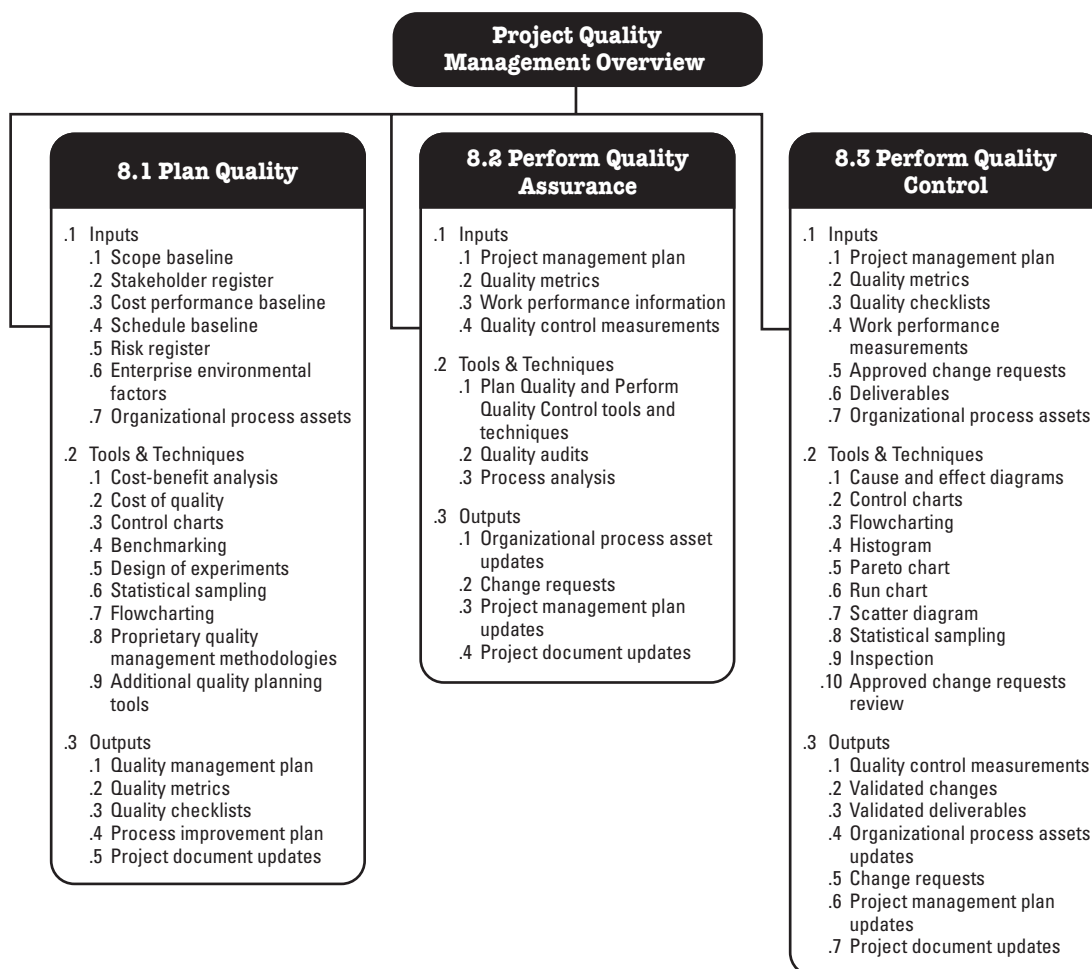 Project Quality
Management Overview
8.1 Plan Quality
.1 Inputs
.1 Scope baseline
.2 Stakeholder register
.3 Cost performance baseline
.4 Schedule baseline
.5 Risk register
.6 Enterprise environmental
factors
.7 Organizational process assets
.2 Tools & Techniques
.1 Cost-benefit analysis
.2 Cost of quality
.3 Control charts
.4 Benchmarking
.5 Design of experiments
.6 Statistical sampling
.7 Flowcharting
.8 Proprietary quality
management methodologies
.9 Additional quality planning
tools
.3 Outputs
.1 Quality management plan
.2 Quality metrics
.3 Quality checklists
.4 Process improvement plan
.5 Project document updates
8.2 Perform Quality
Assurance
.1 Inputs
.1 Project management plan
.2 Quality metrics
.3 Work performance information
.4 Quality control measurements
.2 Tools & Techniques
.1 Plan Quality and Perform
Quality Control tools and
techniques
.2 Quality audits
.3 Process analysis
.3 Outputs
.1 Organizational process asset
updates
.2 Change requests
.3 Project management plan
updates
.4 Project document updates
8.3 Perform Quality
Control
.1 Inputs
.1 Project management plan
.2 Quality metrics
.3 Quality checklists
.4 Work performance
measurements
.5 Approved change requests
.6 Deliverables
.7 Organizational process assets
.2 Tools & Techniques
.1 Cause and effect diagrams
.2 Control charts
.3 Flowcharting
.4 Histogram
.5 Pareto chart
.6 Run chart
.7 Scatter diagram
.8 Statistical sampling
.9 Inspection
.10 Approved change requests
review
.3 Outputs
.1 Quality control measurements
.2 Validated changes
.3 Validated deliverables
.4 Organizational process assets
updates
.5 Change requests
.6 Project management plan
updates
.7 Project document updates